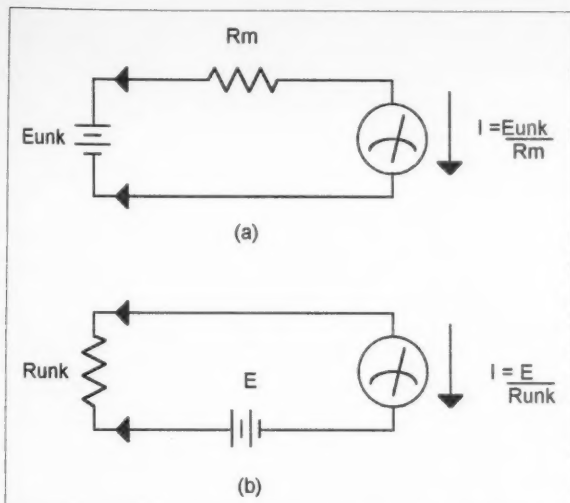 Rm
Eunk
I = Eunk
Rm
(a)
Runk
E
I = E
Runk
(b)